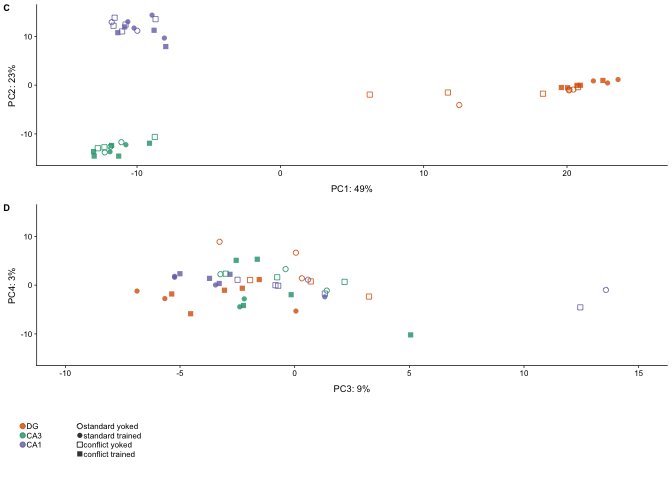 C
10
0
-10
PC2: 23%
-10
0
10
20
PC1: 49%
D
10
0
-10
PC4: 3%
-10
-5
0
5
10
15
PC3: 9%
DG
CA3
CA1
standard yoked
standard trained
conflict yoked
conflict trained